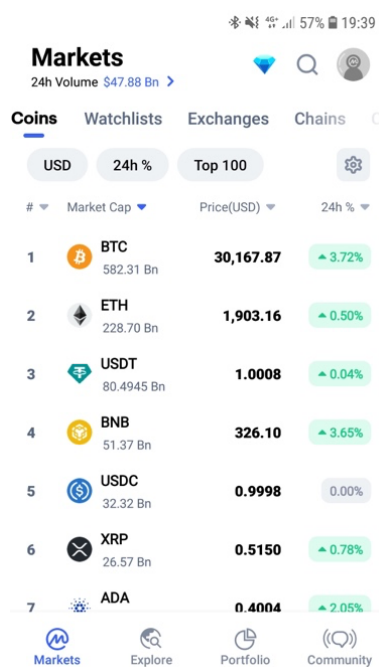 4G+ 57% 19:39
Markets
24h Volume $47.88 Bn >
Coins Watchlists Exchanges Chains
USD 24h % Top 100
# Market Cap Price(USD) 24h %
BTC
1 30,167.87 3.72%
582.31 Bn
ETH
2 1,903.16 0.50%
228.70 Bn
USDT
3 1.0008 0.04%
80.4945 Bn
BNB
4 326.10 3.65%
51.37 Bn
USDC
5 0.9998 0.00%
32.32 Bn
XRP
6 0.5150 0.78%
26.57 Bn
ADA
7 0.4004 2.05%
Markets Explore Portfolio Community